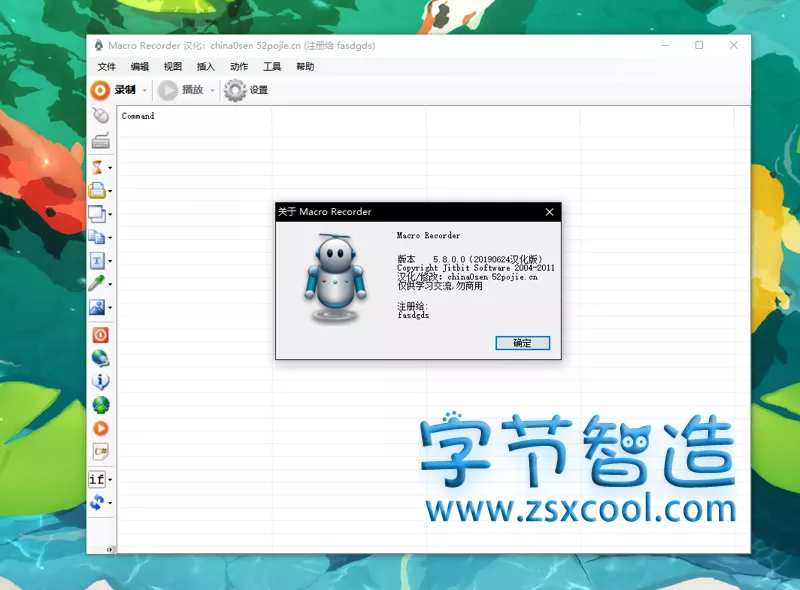 Macro Recorder 汉化：china0sen 52pojie.cn (注册给 fasdgds)
文件 编辑 视图 插入 动作 工具 帮助
录制 播放 设置
Command
关于 Macro Recorder
Macro Recorder
版本 5.8.0.0 (20190624汉化版)
Copyright Jitbit Software 2004-2011
汉化/修改：china0sen 52pojie.cn
仅供学习交流,勿商用
注册给:
fasdgds
确定
T
C#
if
字节智造
www.zsxcool.com